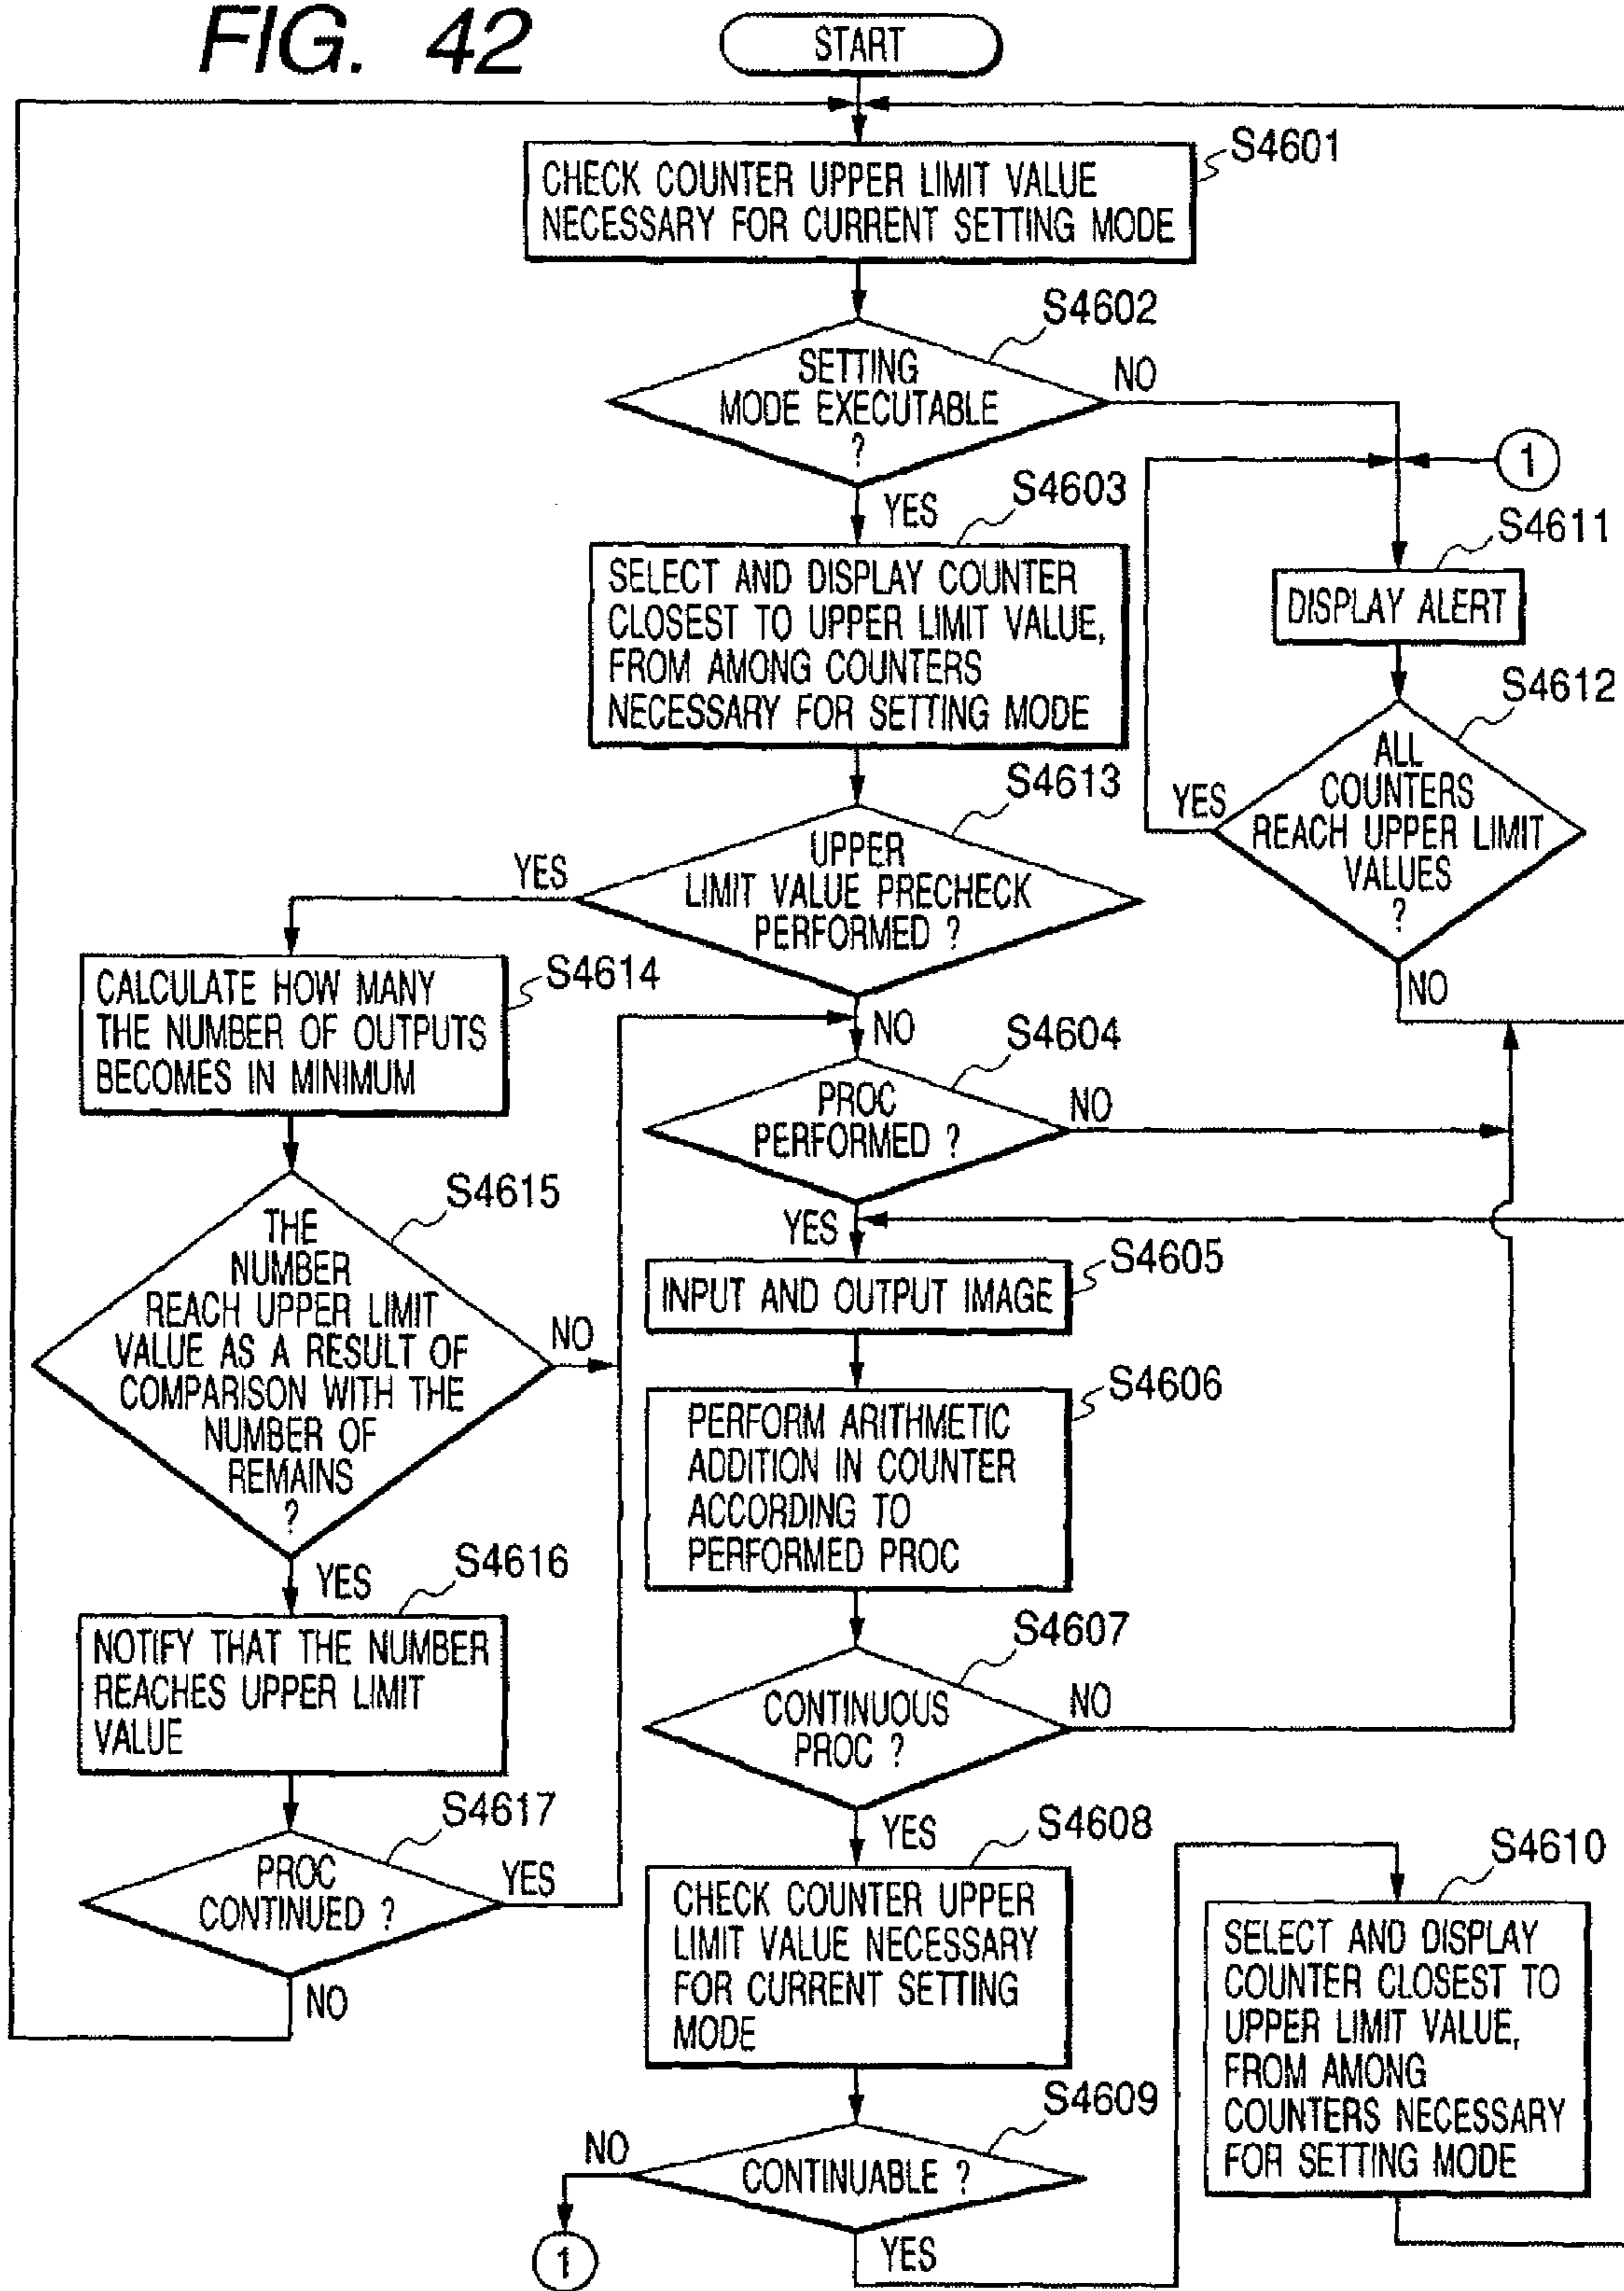 FIG. 42
START
S4601
CHECK COUNTER UPPER LIMIT VALUE
NECESSARY FOR CURRENT SETTING MODE
S4602
SETTING
MODE EXECUTABLE
?
NO
YES
1
S4603
SELECT AND DISPLAY COUNTER
CLOSEST TO UPPER LIMIT VALUE,
FROM AMONG COUNTERS
NECESSARY FOR SETTING MODE
S4611
DISPLAY ALERT
S4612
ALL
COUNTERS
REACH UPPER LIMIT
VALUES
?
YES
NO
S4613
UPPER
LIMIT VALUE PRECHECK
PERFORMED ?
YES
NO
S4614
CALCULATE HOW MANY
THE NUMBER OF OUTPUTS
BECOMES IN MINIMUM
S4604
PROC
PERFORMED ?
NO
YES
S4615
THE
NUMBER
REACH UPPER LIMIT
VALUE AS A RESULT OF
COMPARISON WITH THE
NUMBER OF
REMAINS
?
NO
YES
S4605
INPUT AND OUTPUT IMAGE
S4606
PERFORM ARITHMETIC
ADDITION IN COUNTER
ACCORDING TO
PERFORMED PROC
S4616
NOTIFY THAT THE NUMBER
REACHES UPPER LIMIT
VALUE
S4607
CONTINUOUS
PROC ?
NO
YES
S4617
PROC
CONTINUED ?
YES
NO
S4608
CHECK COUNTER UPPER
LIMIT VALUE NECESSARY
FOR CURRENT SETTING
MODE
S4610
SELECT AND DISPLAY
COUNTER CLOSEST TO
UPPER LIMIT VALUE,
FROM AMONG
COUNTERS NECESSARY
FOR SETTING MODE
S4609
CONTINUABLE ?
NO
YES
1